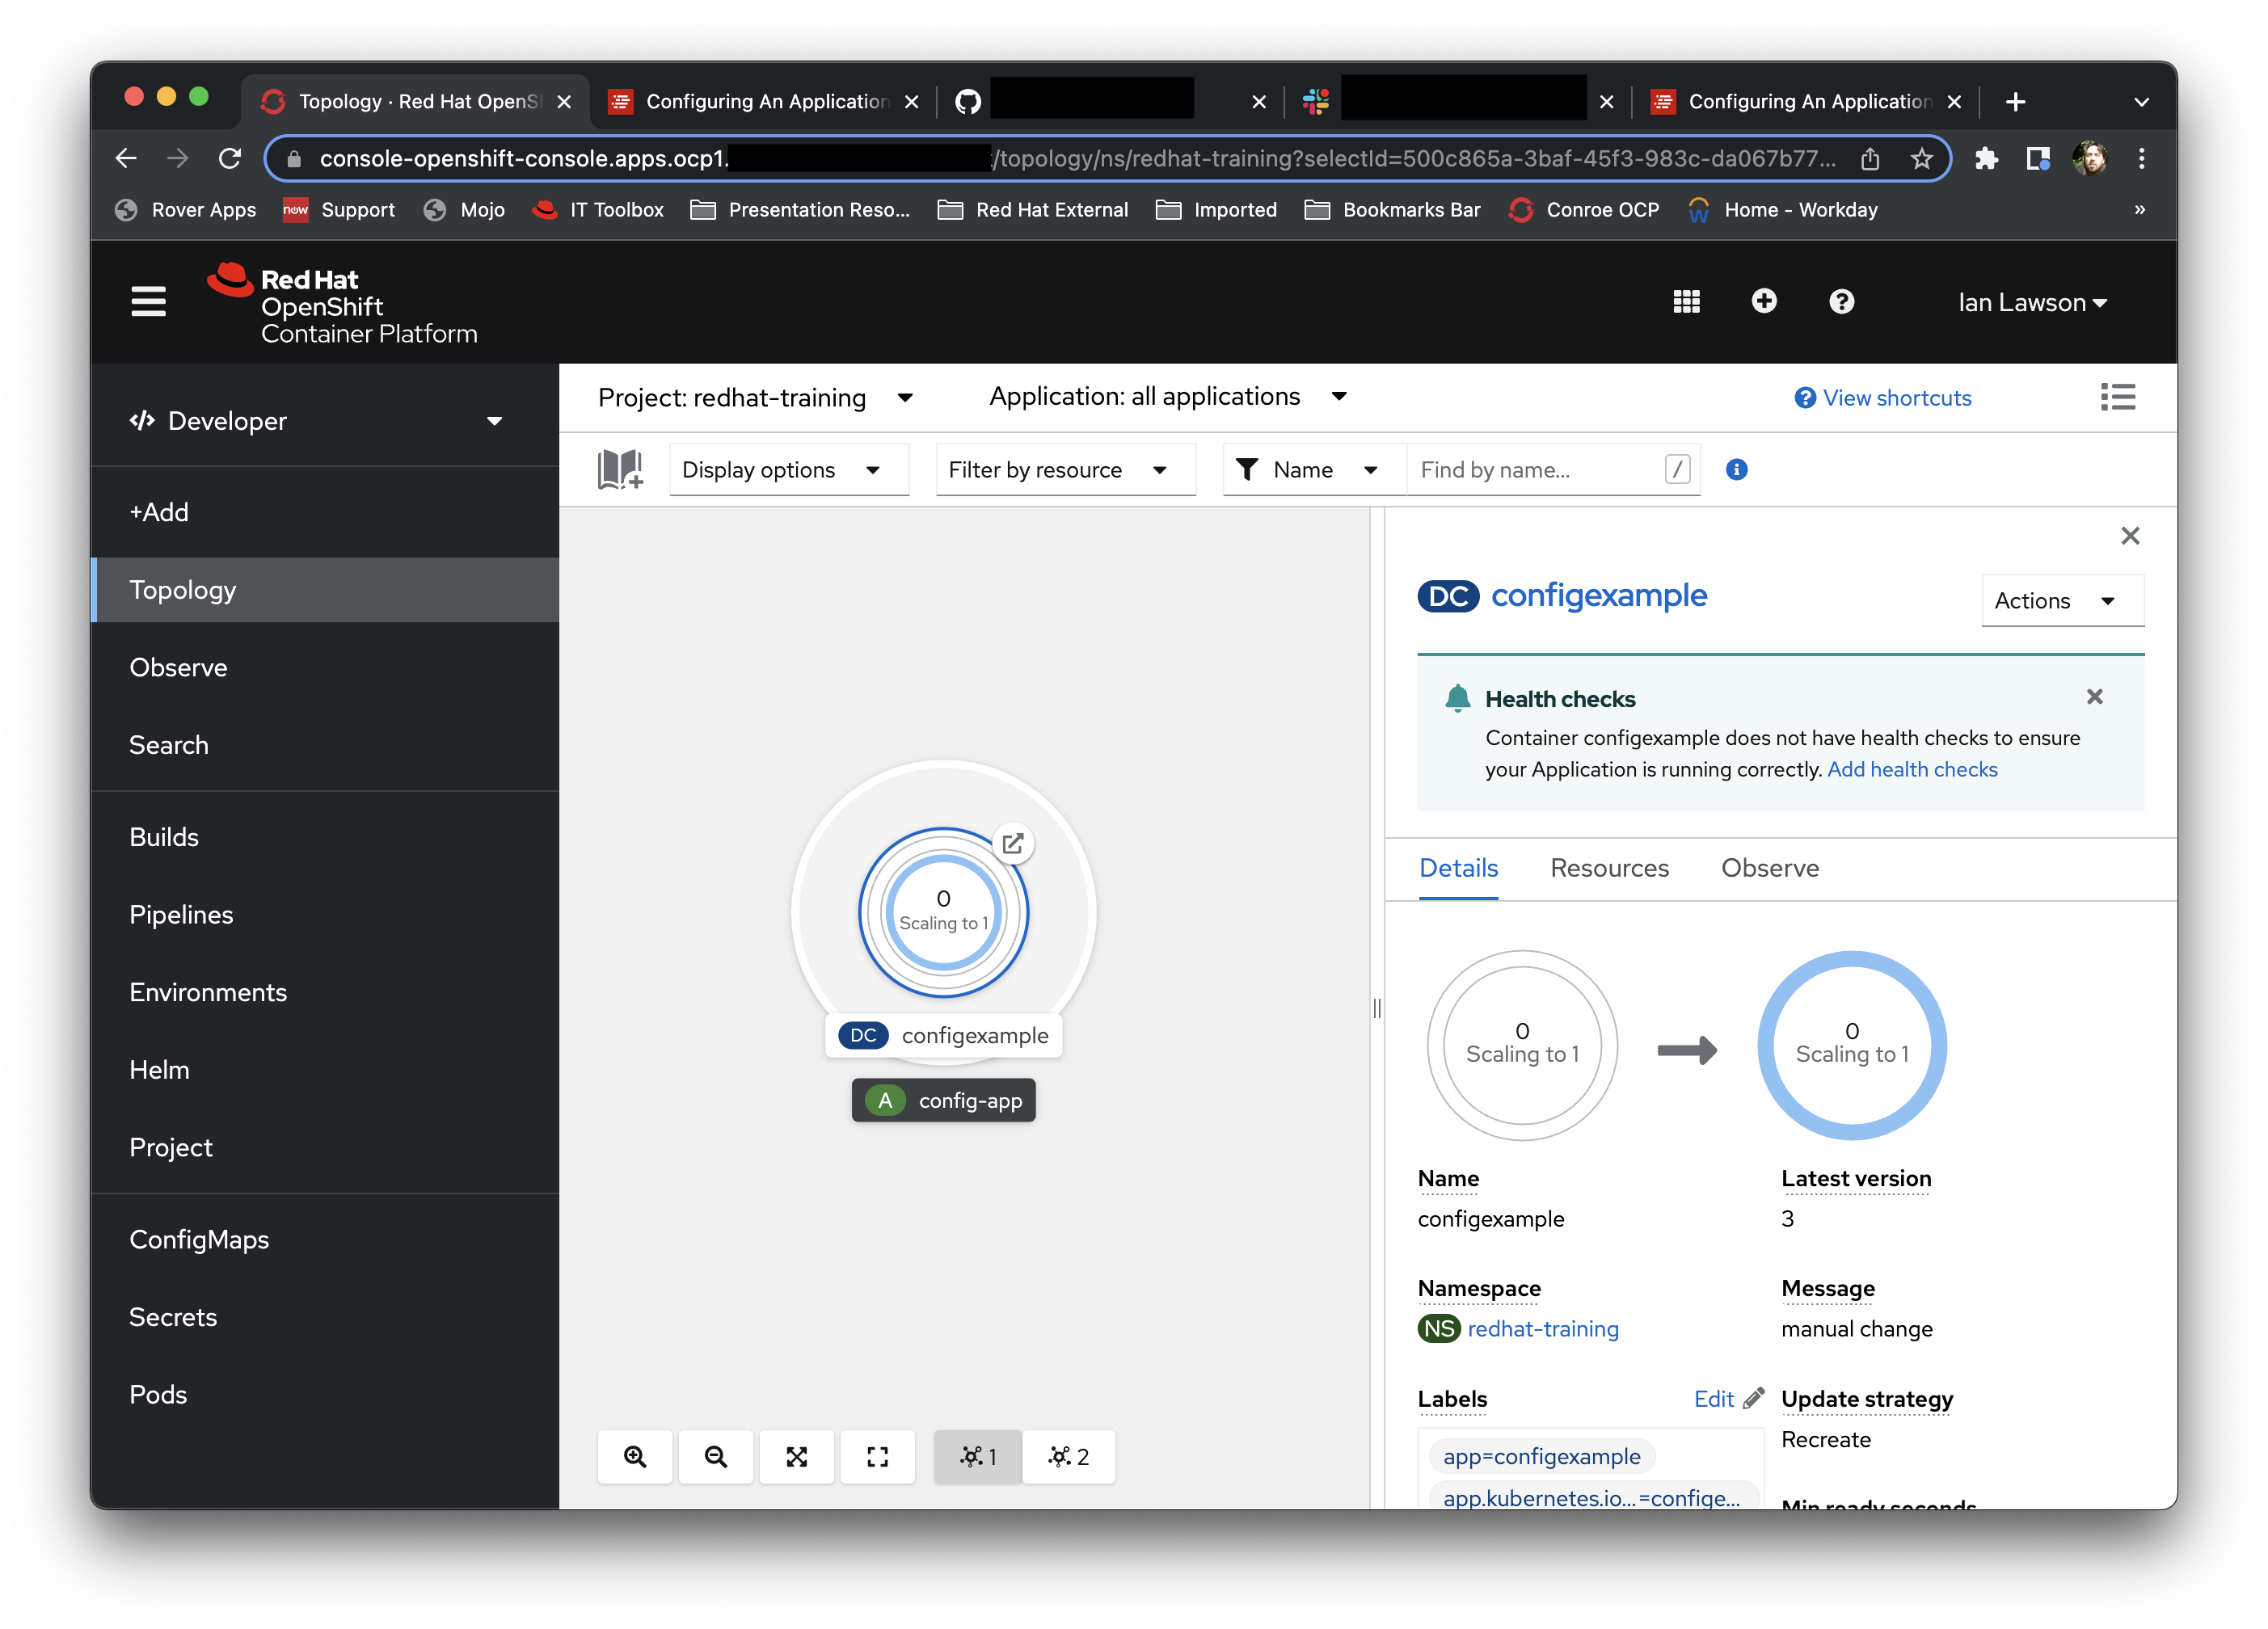 Topology · Red Hat OpenSl
Configuring An Application
Configuring An Application
console-openshift-console.apps.ocp1.
/topology/ns/redhat-training?selectId=500c865a-3baf-45f3-983c-da067b77...
Rover Apps
now
Support
Mojo
IT Toolbox
Presentation Reso...
Red Hat External
Imported
Bookmarks Bar
Conroe OCP
Home - Workday
»
Red Hat
OpenShift
Container Platform
Ian Lawson
Developer
+Add
Topology
Observe
Search
Builds
Pipelines
Environments
Helm
Project
ConfigMaps
Secrets
Pods
Project: redhat-training
Application: all applications
View shortcuts
Display options
Filter by resource
Name
Find by name...
/
0
Scaling to 1
DC configexample
A config-app
1
2
DC configexample
Actions
Health checks
Container configexample does not have health checks to ensure
your Application is running correctly. Add health checks
Details
Resources
Observe
0
Scaling to 1
0
Scaling to 1
Name
configexample
Latest version
3
Namespace
NS redhat-training
Message
manual change
Labels
Edit
app=configexample
app.kubernetes.io...=confige...
Update strategy
Recreate
Min ready seconds